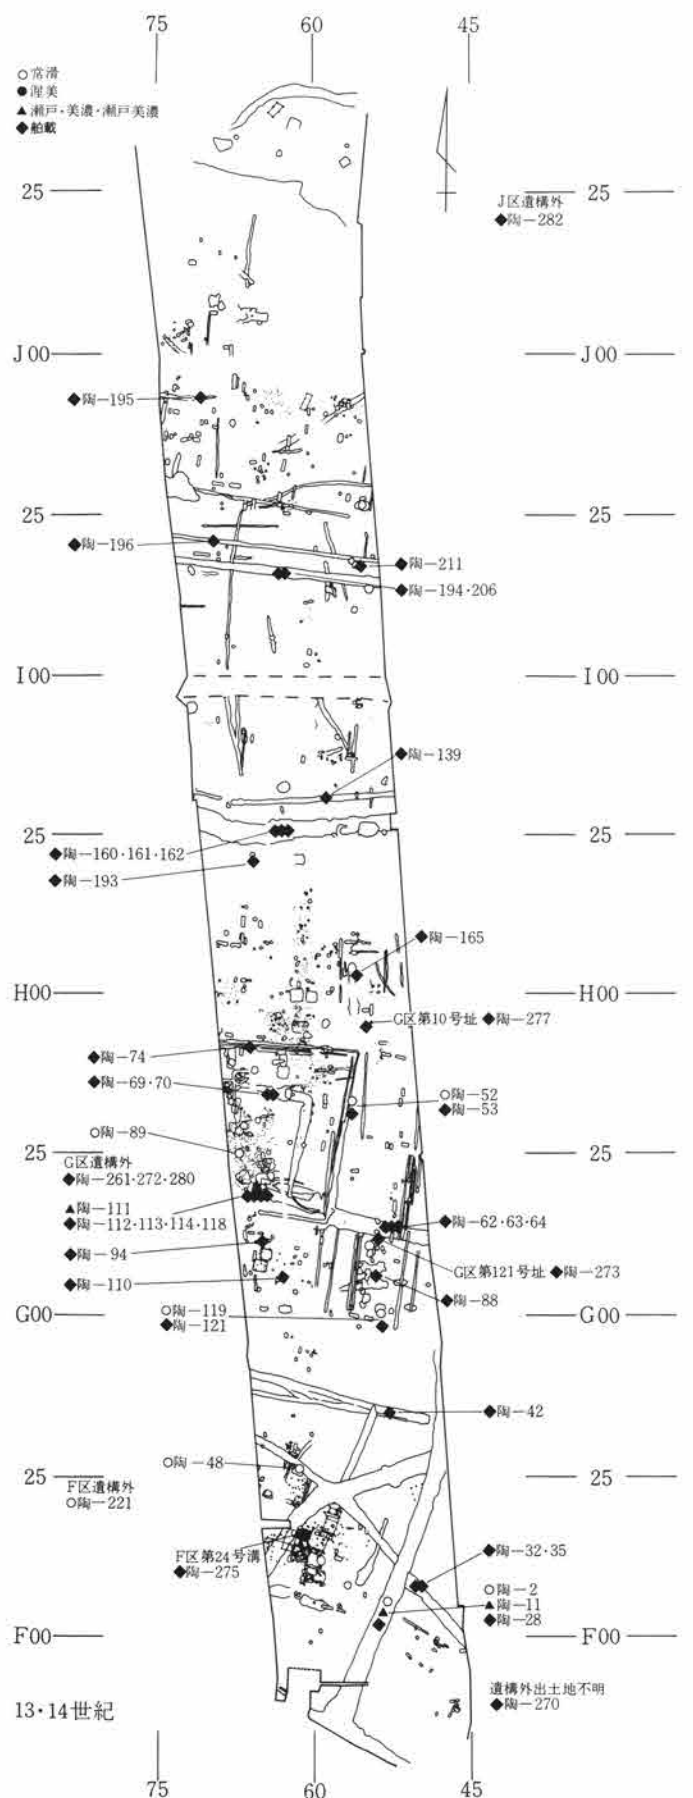 75 60 45
○常滑
●渥美
▲瀬戸・美濃・瀬戸美濃
◆舶載
25 25
J区遺構外
◆陶―282
J00 J00
◆陶―195
25 25
◆陶―196
◆陶―211
◆陶―194・206
I00 I00
◆陶―139
25 25
◆陶―160・161・162
◆陶―193
◆陶―165
H00 H00
G区第10号址 ◆陶―277
◆陶―74
◆陶―69・70
○陶―52
◆陶―53
○陶―89
25 25
G区遺構外
◆陶―261・272・280
▲陶―111
◆陶―112・113・114・118
◆陶―62・63・64
◆陶―94
G区第121号址 ◆陶―273
◆陶―110
◆陶―88
○陶―119
◆陶―121
G00 G00
◆陶―42
○陶―48
25 25
F区遺構外
○陶―221
F区第24号溝
◆陶―275
◆陶―32・35
○陶―2
▲陶―11
◆陶―28
F00 F00
遺構外出土地不明
◆陶―270
13・14世紀
75 60 45